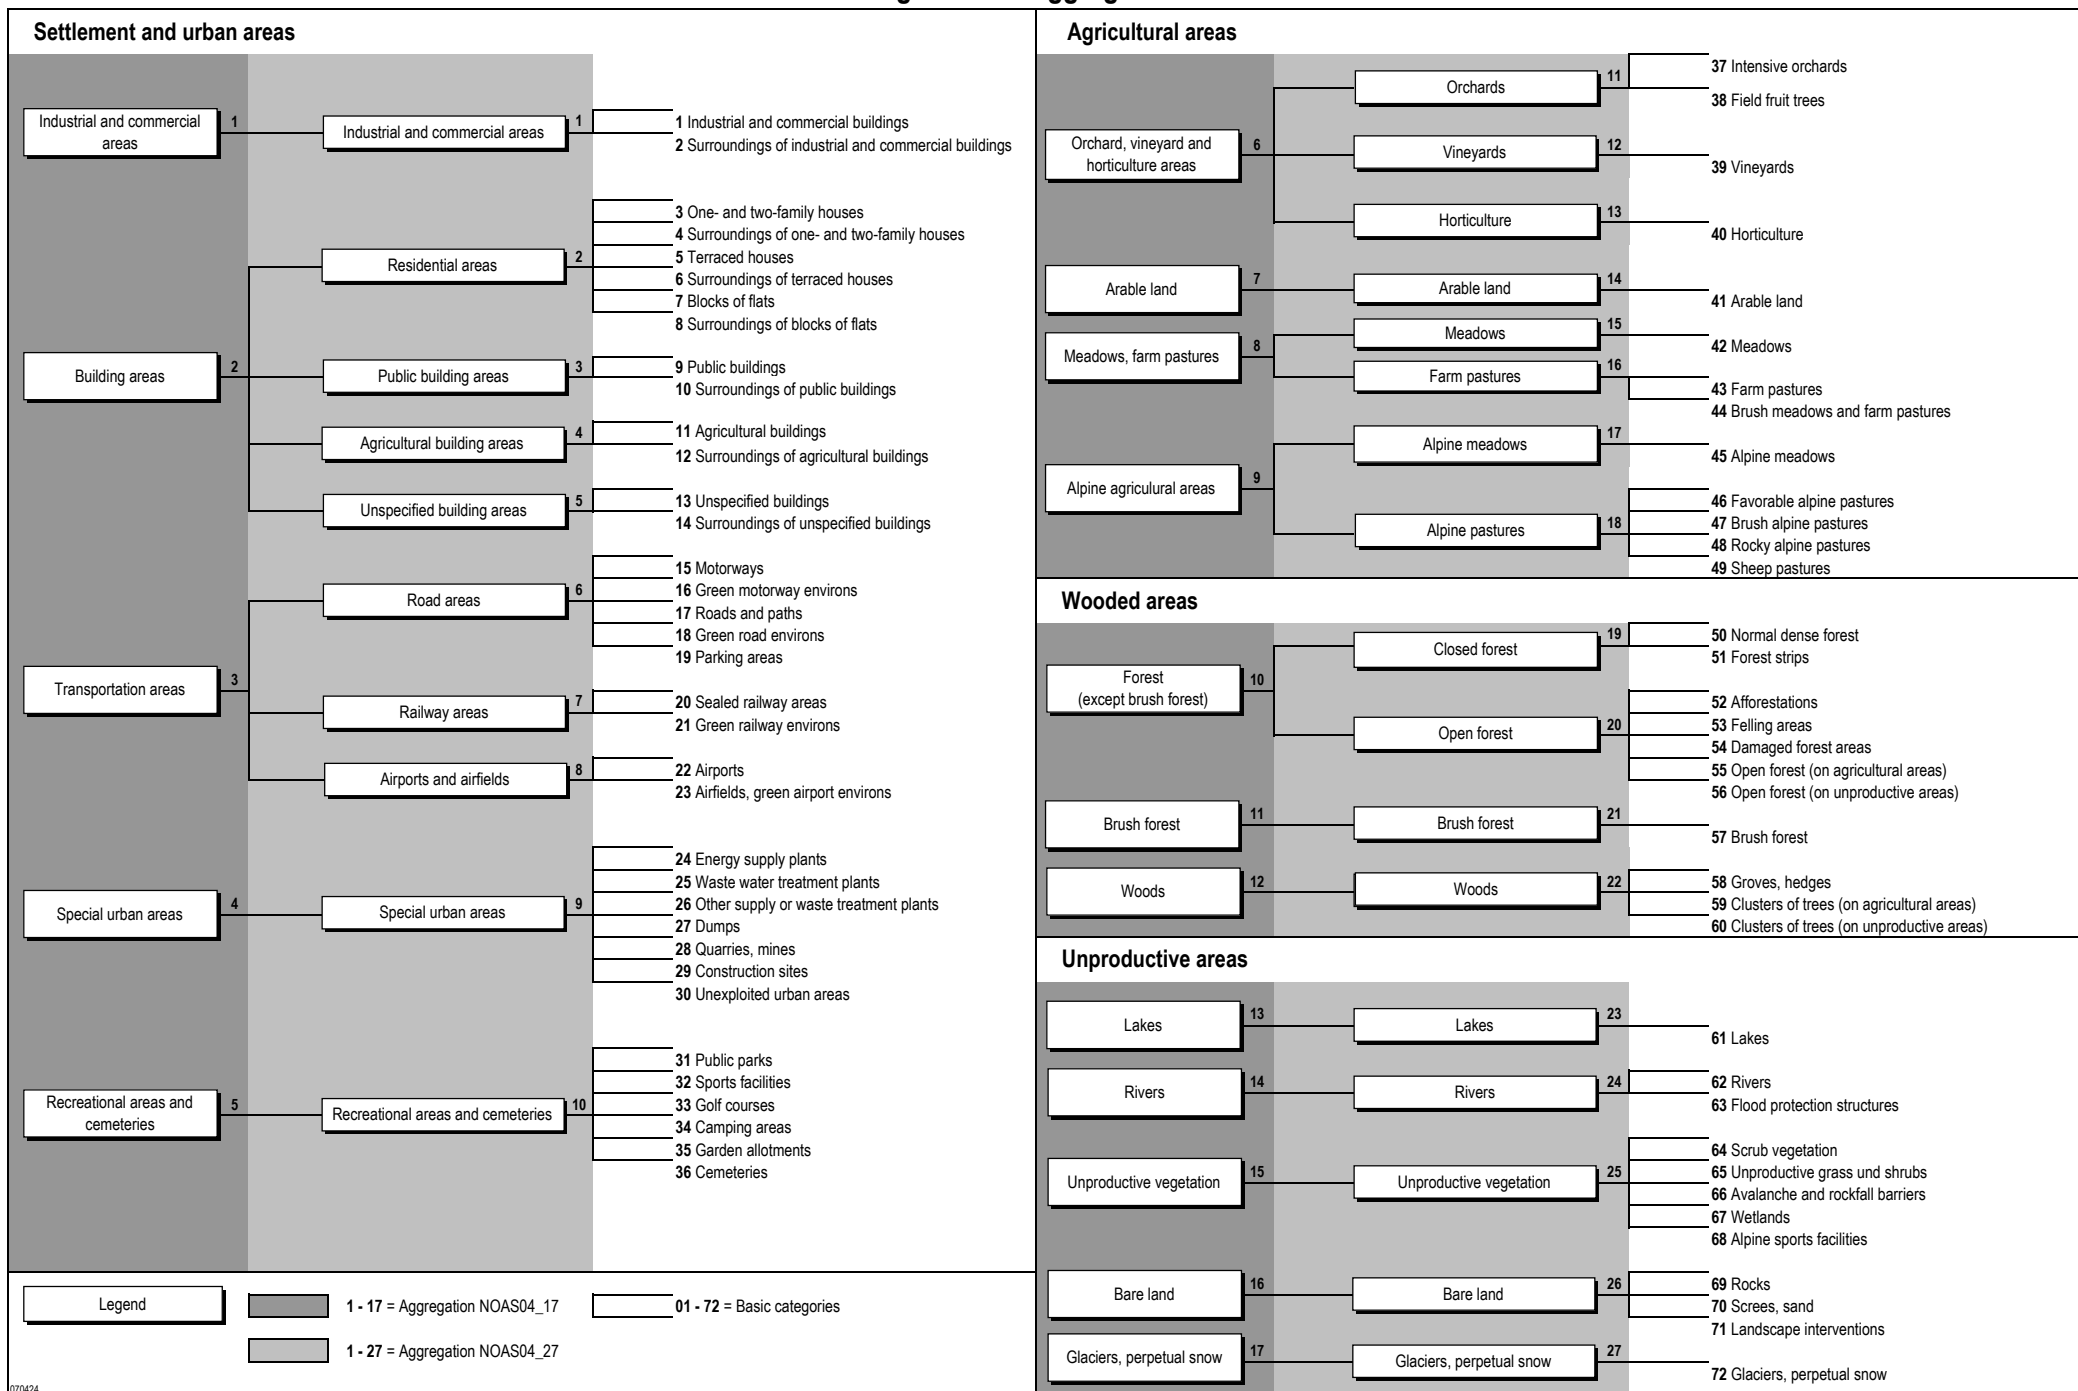 Settlement and urban areas
Industrial and commercial
areas
1
Industrial and commercial areas
1
1 Industrial and commercial buildings
2 Surroundings of industrial and commercial buildings
Building areas
2
Residential areas
2
3 One- and two-family houses
4 Surroundings of one- and two-family houses
5 Terraced houses
6 Surroundings of terraced houses
7 Blocks of flats
8 Surroundings of blocks of flats
Public building areas
3
9 Public buildings
10 Surroundings of public buildings
Agricultural building areas
4
11 Agricultural buildings
12 Surroundings of agricultural buildings
Unspecified building areas
5
13 Unspecified buildings
14 Surroundings of unspecified buildings
Transportation areas
3
Road areas
6
15 Motorways
16 Green motorway environs
17 Roads and paths
18 Green road environs
19 Parking areas
Railway areas
7
20 Sealed railway areas
21 Green railway environs
Airports and airfields
8
22 Airports
23 Airfields, green airport environs
Special urban areas
4
Special urban areas
9
24 Energy supply plants
25 Waste water treatment plants
26 Other supply or waste treatment plants
27 Dumps
28 Quarries, mines
29 Construction sites
30 Unexploited urban areas
Recreational areas and
cemeteries
5
Recreational areas and cemeteries
10
31 Public parks
32 Sports facilities
33 Golf courses
34 Camping areas
35 Garden allotments
36 Cemeteries
Legend
1 - 17 = Aggregation NOAS04_17
01 - 72 = Basic categories
1 - 27 = Aggregation NOAS04_27
070424
Agricultural areas
Orchard, vineyard and
horticulture areas
6
Orchards
11
37 Intensive orchards
38 Field fruit trees
Vineyards
12
39 Vineyards
Horticulture
13
40 Horticulture
Arable land
7
Arable land
14
41 Arable land
Meadows, farm pastures
8
Meadows
15
42 Meadows
Farm pastures
16
43 Farm pastures
44 Brush meadows and farm pastures
Alpine agriculural areas
9
Alpine meadows
17
45 Alpine meadows
Alpine pastures
18
46 Favorable alpine pastures
47 Brush alpine pastures
48 Rocky alpine pastures
49 Sheep pastures
Wooded areas
Forest
(except brush forest)
10
Closed forest
19
50 Normal dense forest
51 Forest strips
Open forest
20
52 Afforestations
53 Felling areas
54 Damaged forest areas
55 Open forest (on agricultural areas)
56 Open forest (on unproductive areas)
Brush forest
11
Brush forest
21
57 Brush forest
Woods
12
Woods
22
58 Groves, hedges
59 Clusters of trees (on agricultural areas)
60 Clusters of trees (on unproductive areas)
Unproductive areas
Lakes
13
Lakes
23
61 Lakes
Rivers
14
Rivers
24
62 Rivers
63 Flood protection structures
Unproductive vegetation
15
Unproductive vegetation
25
64 Scrub vegetation
65 Unproductive grass und shrubs
66 Avalanche and rockfall barriers
67 Wetlands
68 Alpine sports facilities
Bare land
16
Bare land
26
69 Rocks
70 Screes, sand
71 Landscape interventions
Glaciers, perpetual snow
17
Glaciers, perpetual snow
27
72 Glaciers, perpetual snow